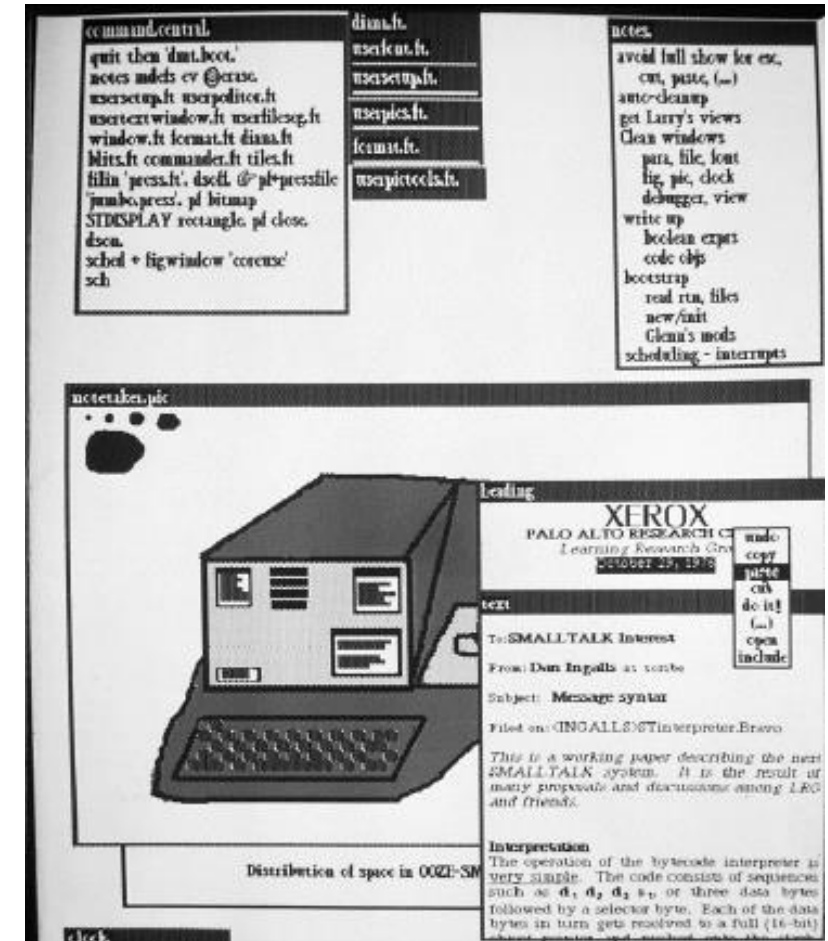 command.central.
quit then 'dmt.boot.'
notes mdefs ev @erase.
usersetup.ft userpeditor.ft
usertextwindow.ft userfileseg.ft
window.ft format.ft diana.ft
blits.ft commander.ft tiles.ft
filin 'press.ft'. dsoff. pf←pressfile
'jumbo.press'. pf bitmap
STDISPLAY rectangle. pf close.
dson.
sched + figwindow 'coreuse'
sch
diana.ft.
userfcnt.ft.
usersetup.ft.
userpics.ft.
format.ft.
userpictools.ft.
notes.
avoid full show for esc,
cut, paste, (...)
auto-cleanup
get Larry's views
Clean windows
para, file, font
fig, pic, clock
debugger, view
write up
boolean exprs
code objs
bootstrap
read rtn, files
new/init
Glenn's mods
scheduling - interrupts
notetaker.pic
heading
XEROX
PALO ALTO RESEARCH C
Learning Research Gro
October 29, 1978
undo
copy
paste
cut
do it!
(...)
open
include
text
To: SMALLTALK Interest
From: Dan Ingalls as scribe
Subject: Message syntax
Filed on: <INGALLS>STinterpreter.Bravo
This is a working paper describing the next
SMALLTALK system. It is the result of
many proposals and discussions among LRG
and friends.
Interpretation
The operation of the bytecode interpreter is
very simple. The code consists of sequences
such as d₁ d₂ d₃ s₁, or three data bytes
followed by a selector byte. Each of the data
bytes in turn gets resolved to a full (16-bit)
Distribution of space in OOZE-SM
clock